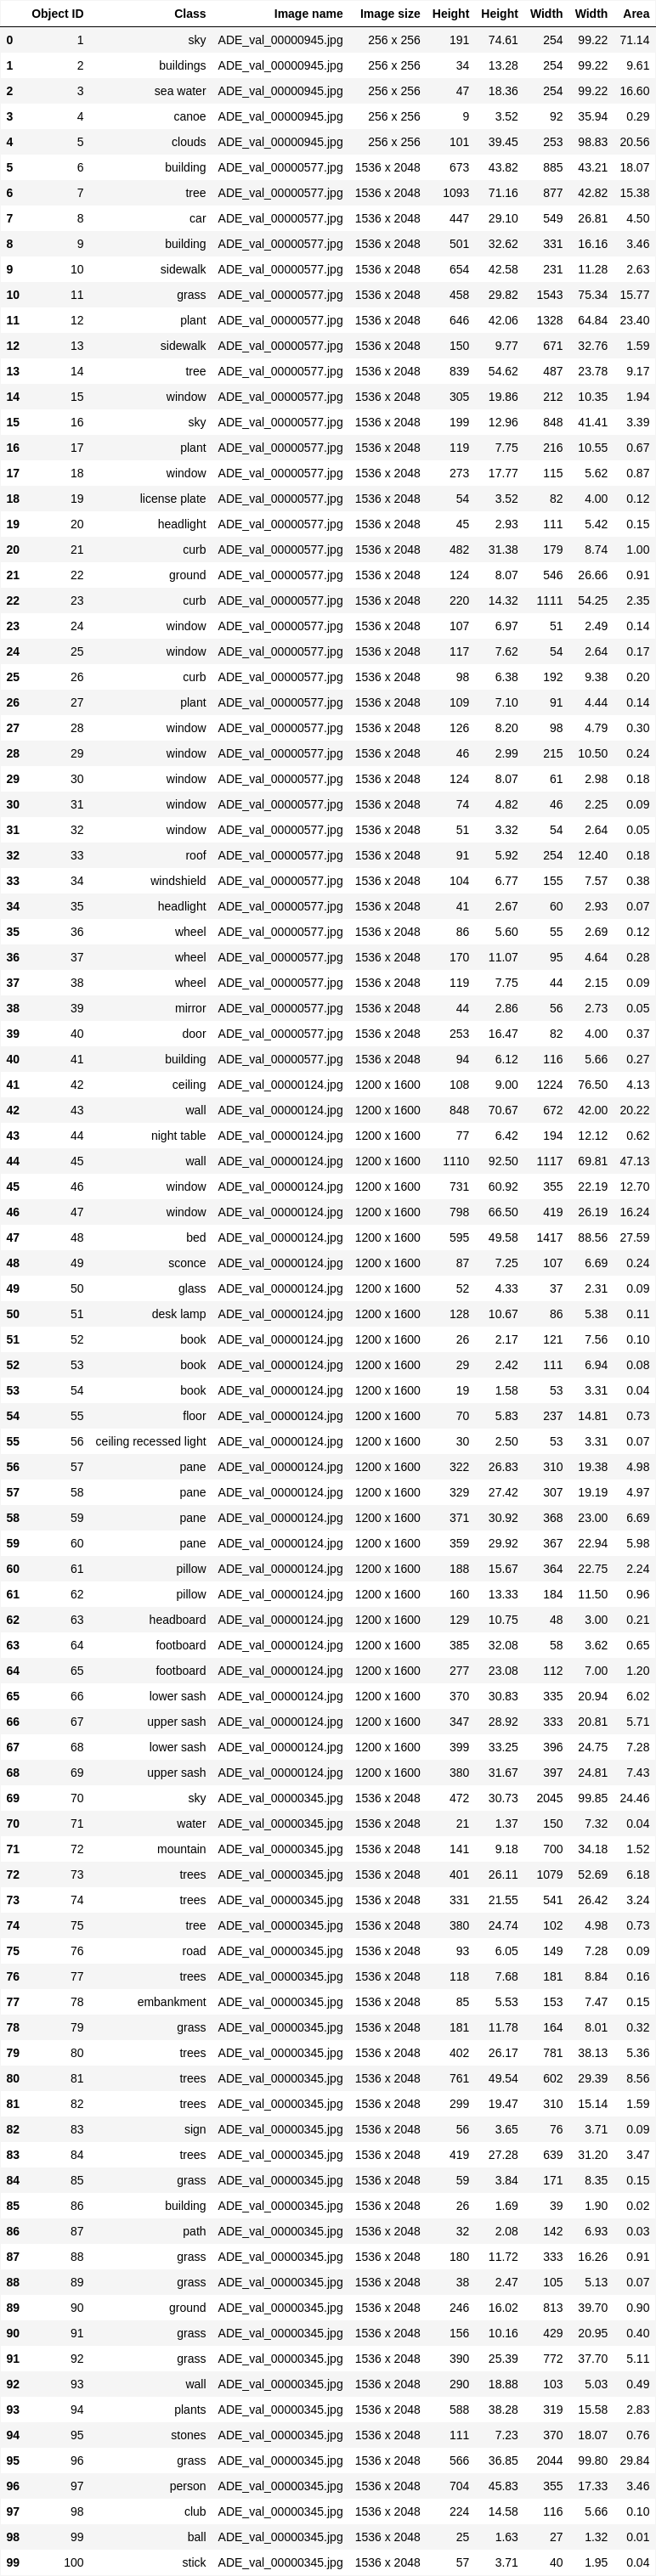 Object ID Class Image name Image size Height Height Width Width Area
0 1 sky ADE_val_00000945.jpg 256 x 256 191 74.61 254 99.22 71.14
1 2 buildings ADE_val_00000945.jpg 256 x 256 34 13.28 254 99.22 9.61
2 3 sea water ADE_val_00000945.jpg 256 x 256 47 18.36 254 99.22 16.60
3 4 canoe ADE_val_00000945.jpg 256 x 256 9 3.52 92 35.94 0.29
4 5 clouds ADE_val_00000945.jpg 256 x 256 101 39.45 253 98.83 20.56
5 6 building ADE_val_00000577.jpg 1536 x 2048 673 43.82 885 43.21 18.07
6 7 tree ADE_val_00000577.jpg 1536 x 2048 1093 71.16 877 42.82 15.38
7 8 car ADE_val_00000577.jpg 1536 x 2048 447 29.10 549 26.81 4.50
8 9 building ADE_val_00000577.jpg 1536 x 2048 501 32.62 331 16.16 3.46
9 10 sidewalk ADE_val_00000577.jpg 1536 x 2048 654 42.58 231 11.28 2.63
10 11 grass ADE_val_00000577.jpg 1536 x 2048 458 29.82 1543 75.34 15.77
11 12 plant ADE_val_00000577.jpg 1536 x 2048 646 42.06 1328 64.84 23.40
12 13 sidewalk ADE_val_00000577.jpg 1536 x 2048 150 9.77 671 32.76 1.59
13 14 tree ADE_val_00000577.jpg 1536 x 2048 839 54.62 487 23.78 9.17
14 15 window ADE_val_00000577.jpg 1536 x 2048 305 19.86 212 10.35 1.94
15 16 sky ADE_val_00000577.jpg 1536 x 2048 199 12.96 848 41.41 3.39
16 17 plant ADE_val_00000577.jpg 1536 x 2048 119 7.75 216 10.55 0.67
17 18 window ADE_val_00000577.jpg 1536 x 2048 273 17.77 115 5.62 0.87
18 19 license plate ADE_val_00000577.jpg 1536 x 2048 54 3.52 82 4.00 0.12
19 20 headlight ADE_val_00000577.jpg 1536 x 2048 45 2.93 111 5.42 0.15
20 21 curb ADE_val_00000577.jpg 1536 x 2048 482 31.38 179 8.74 1.00
21 22 ground ADE_val_00000577.jpg 1536 x 2048 124 8.07 546 26.66 0.91
22 23 curb ADE_val_00000577.jpg 1536 x 2048 220 14.32 1111 54.25 2.35
23 24 window ADE_val_00000577.jpg 1536 x 2048 107 6.97 51 2.49 0.14
24 25 window ADE_val_00000577.jpg 1536 x 2048 117 7.62 54 2.64 0.17
25 26 curb ADE_val_00000577.jpg 1536 x 2048 98 6.38 192 9.38 0.20
26 27 plant ADE_val_00000577.jpg 1536 x 2048 109 7.10 91 4.44 0.14
27 28 window ADE_val_00000577.jpg 1536 x 2048 126 8.20 98 4.79 0.30
28 29 window ADE_val_00000577.jpg 1536 x 2048 46 2.99 215 10.50 0.24
29 30 window ADE_val_00000577.jpg 1536 x 2048 124 8.07 61 2.98 0.18
30 31 window ADE_val_00000577.jpg 1536 x 2048 74 4.82 46 2.25 0.09
31 32 window ADE_val_00000577.jpg 1536 x 2048 51 3.32 54 2.64 0.05
32 33 roof ADE_val_00000577.jpg 1536 x 2048 91 5.92 254 12.40 0.18
33 34 windshield ADE_val_00000577.jpg 1536 x 2048 104 6.77 155 7.57 0.38
34 35 headlight ADE_val_00000577.jpg 1536 x 2048 41 2.67 60 2.93 0.07
35 36 wheel ADE_val_00000577.jpg 1536 x 2048 86 5.60 55 2.69 0.12
36 37 wheel ADE_val_00000577.jpg 1536 x 2048 170 11.07 95 4.64 0.28
37 38 wheel ADE_val_00000577.jpg 1536 x 2048 119 7.75 44 2.15 0.09
38 39 mirror ADE_val_00000577.jpg 1536 x 2048 44 2.86 56 2.73 0.05
39 40 door ADE_val_00000577.jpg 1536 x 2048 253 16.47 82 4.00 0.37
40 41 building ADE_val_00000577.jpg 1536 x 2048 94 6.12 116 5.66 0.27
41 42 ceiling ADE_val_00000124.jpg 1200 x 1600 108 9.00 1224 76.50 4.13
42 43 wall ADE_val_00000124.jpg 1200 x 1600 848 70.67 672 42.00 20.22
43 44 night table ADE_val_00000124.jpg 1200 x 1600 77 6.42 194 12.12 0.62
44 45 wall ADE_val_00000124.jpg 1200 x 1600 1110 92.50 1117 69.81 47.13
45 46 window ADE_val_00000124.jpg 1200 x 1600 731 60.92 355 22.19 12.70
46 47 window ADE_val_00000124.jpg 1200 x 1600 798 66.50 419 26.19 16.24
47 48 bed ADE_val_00000124.jpg 1200 x 1600 595 49.58 1417 88.56 27.59
48 49 sconce ADE_val_00000124.jpg 1200 x 1600 87 7.25 107 6.69 0.24
49 50 glass ADE_val_00000124.jpg 1200 x 1600 52 4.33 37 2.31 0.09
50 51 desk lamp ADE_val_00000124.jpg 1200 x 1600 128 10.67 86 5.38 0.11
51 52 book ADE_val_00000124.jpg 1200 x 1600 26 2.17 121 7.56 0.10
52 53 book ADE_val_00000124.jpg 1200 x 1600 29 2.42 111 6.94 0.08
53 54 book ADE_val_00000124.jpg 1200 x 1600 19 1.58 53 3.31 0.04
54 55 floor ADE_val_00000124.jpg 1200 x 1600 70 5.83 237 14.81 0.73
55 56 ceiling recessed light ADE_val_00000124.jpg 1200 x 1600 30 2.50 53 3.31 0.07
56 57 pane ADE_val_00000124.jpg 1200 x 1600 322 26.83 310 19.38 4.98
57 58 pane ADE_val_00000124.jpg 1200 x 1600 329 27.42 307 19.19 4.97
58 59 pane ADE_val_00000124.jpg 1200 x 1600 371 30.92 368 23.00 6.69
59 60 pane ADE_val_00000124.jpg 1200 x 1600 359 29.92 367 22.94 5.98
60 61 pillow ADE_val_00000124.jpg 1200 x 1600 188 15.67 364 22.75 2.24
61 62 pillow ADE_val_00000124.jpg 1200 x 1600 160 13.33 184 11.50 0.96
62 63 headboard ADE_val_00000124.jpg 1200 x 1600 129 10.75 48 3.00 0.21
63 64 footboard ADE_val_00000124.jpg 1200 x 1600 385 32.08 58 3.62 0.65
64 65 footboard ADE_val_00000124.jpg 1200 x 1600 277 23.08 112 7.00 1.20
65 66 lower sash ADE_val_00000124.jpg 1200 x 1600 370 30.83 335 20.94 6.02
66 67 upper sash ADE_val_00000124.jpg 1200 x 1600 347 28.92 333 20.81 5.71
67 68 lower sash ADE_val_00000124.jpg 1200 x 1600 399 33.25 396 24.75 7.28
68 69 upper sash ADE_val_00000124.jpg 1200 x 1600 380 31.67 397 24.81 7.43
69 70 sky ADE_val_00000345.jpg 1536 x 2048 472 30.73 2045 99.85 24.46
70 71 water ADE_val_00000345.jpg 1536 x 2048 21 1.37 150 7.32 0.04
71 72 mountain ADE_val_00000345.jpg 1536 x 2048 141 9.18 700 34.18 1.52
72 73 trees ADE_val_00000345.jpg 1536 x 2048 401 26.11 1079 52.69 6.18
73 74 trees ADE_val_00000345.jpg 1536 x 2048 331 21.55 541 26.42 3.24
74 75 tree ADE_val_00000345.jpg 1536 x 2048 380 24.74 102 4.98 0.73
75 76 road ADE_val_00000345.jpg 1536 x 2048 93 6.05 149 7.28 0.09
76 77 trees ADE_val_00000345.jpg 1536 x 2048 118 7.68 181 8.84 0.16
77 78 embankment ADE_val_00000345.jpg 1536 x 2048 85 5.53 153 7.47 0.15
78 79 grass ADE_val_00000345.jpg 1536 x 2048 181 11.78 164 8.01 0.32
79 80 trees ADE_val_00000345.jpg 1536 x 2048 402 26.17 781 38.13 5.36
80 81 trees ADE_val_00000345.jpg 1536 x 2048 761 49.54 602 29.39 8.56
81 82 trees ADE_val_00000345.jpg 1536 x 2048 299 19.47 310 15.14 1.59
82 83 sign ADE_val_00000345.jpg 1536 x 2048 56 3.65 76 3.71 0.09
83 84 trees ADE_val_00000345.jpg 1536 x 2048 419 27.28 639 31.20 3.47
84 85 grass ADE_val_00000345.jpg 1536 x 2048 59 3.84 171 8.35 0.15
85 86 building ADE_val_00000345.jpg 1536 x 2048 26 1.69 39 1.90 0.02
86 87 path ADE_val_00000345.jpg 1536 x 2048 32 2.08 142 6.93 0.03
87 88 grass ADE_val_00000345.jpg 1536 x 2048 180 11.72 333 16.26 0.91
88 89 grass ADE_val_00000345.jpg 1536 x 2048 38 2.47 105 5.13 0.07
89 90 ground ADE_val_00000345.jpg 1536 x 2048 246 16.02 813 39.70 0.90
90 91 grass ADE_val_00000345.jpg 1536 x 2048 156 10.16 429 20.95 0.40
91 92 grass ADE_val_00000345.jpg 1536 x 2048 390 25.39 772 37.70 5.11
92 93 wall ADE_val_00000345.jpg 1536 x 2048 290 18.88 103 5.03 0.49
93 94 plants ADE_val_00000345.jpg 1536 x 2048 588 38.28 319 15.58 2.83
94 95 stones ADE_val_00000345.jpg 1536 x 2048 111 7.23 370 18.07 0.76
95 96 grass ADE_val_00000345.jpg 1536 x 2048 566 36.85 2044 99.80 29.84
96 97 person ADE_val_00000345.jpg 1536 x 2048 704 45.83 355 17.33 3.46
97 98 club ADE_val_00000345.jpg 1536 x 2048 224 14.58 116 5.66 0.10
98 99 ball ADE_val_00000345.jpg 1536 x 2048 25 1.63 27 1.32 0.01
99 100 stick ADE_val_00000345.jpg 1536 x 2048 57 3.71 40 1.95 0.04